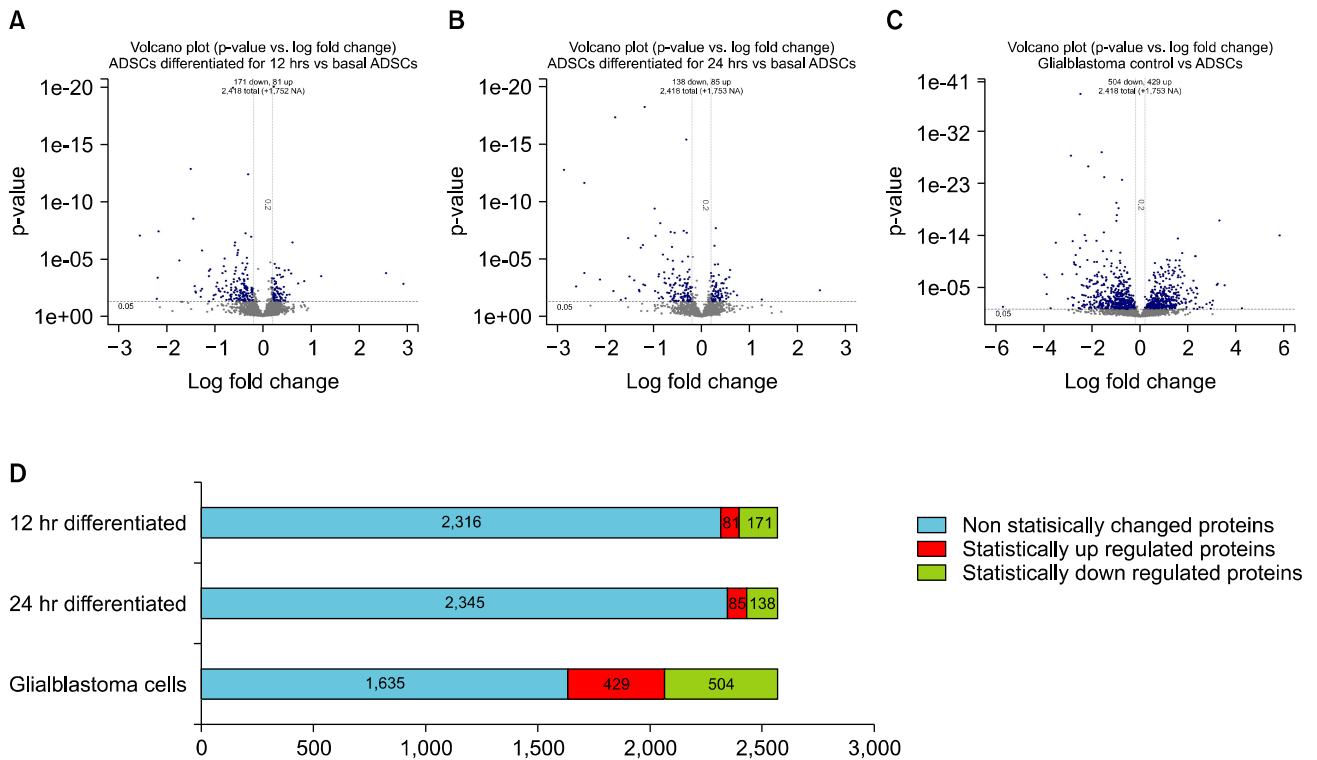 A
Volcano plot (p-value vs. log fold change)
ADSCs differentiated for 12 hrs vs basal ADSCs
171 down, 81 up
2,418 total (+1,752 NA)
1e-20
1e-15
1e-10
1e-05
1e+00
p-value
0.2
0.05
−3 −2 −1 0 1 2 3
Log fold change
B
Volcano plot (p-value vs. log fold change)
ADSCs differentiated for 24 hrs vs basal ADSCs
138 down, 85 up
2,418 total (+1,753 NA)
1e-20
1e-15
1e-10
1e-05
1e+00
p-value
0.2
0.05
−3 −2 −1 0 1 2 3
Log fold change
C
Volcano plot (p-value vs. log fold change)
Glialblastoma control vs ADSCs
504 down, 429 up
2,418 total (+1,753 NA)
1e-41
1e-32
1e-23
1e-14
1e-05
p-value
0.2
0.05
−6 −4 −2 0 2 4 6
Log fold change
D
12 hr differentiated 2,316 81 171
24 hr differentiated 2,345 85 138
Glialblastoma cells 1,635 429 504
0 500 1,000 1,500 2,000 2,500 3,000
Non statisically changed proteins
Statistically up regulated proteins
Statistically down regulated proteins